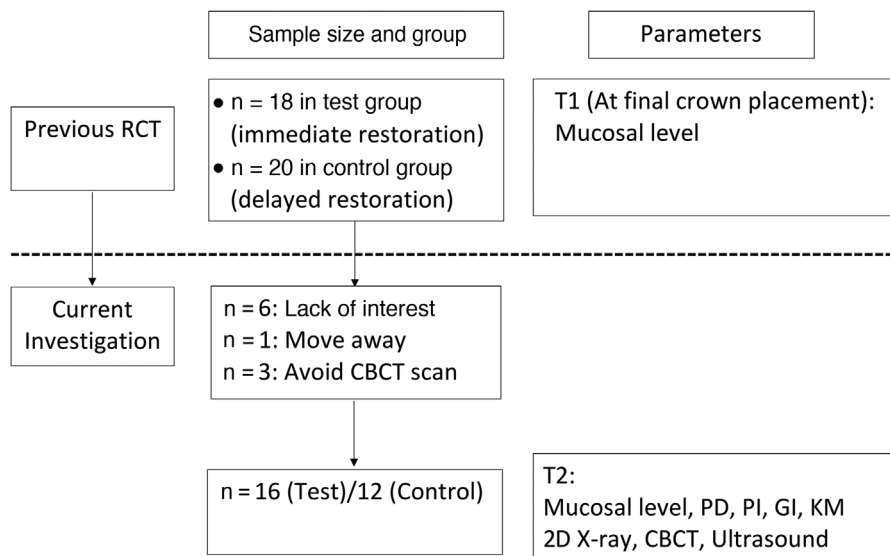 Sample size and group
Parameters
Previous RCT
● n = 18 in test group
(immediate restoration)
● n = 20 in control group
(delayed restoration)
T1 (At final crown placement):
Mucosal level
Current
Investigation
n = 6: Lack of interest
n = 1: Move away
n = 3: Avoid CBCT scan
n = 16 (Test)/12 (Control)
T2:
Mucosal level, PD, PI, GI, KM
2D X-ray, CBCT, Ultrasound